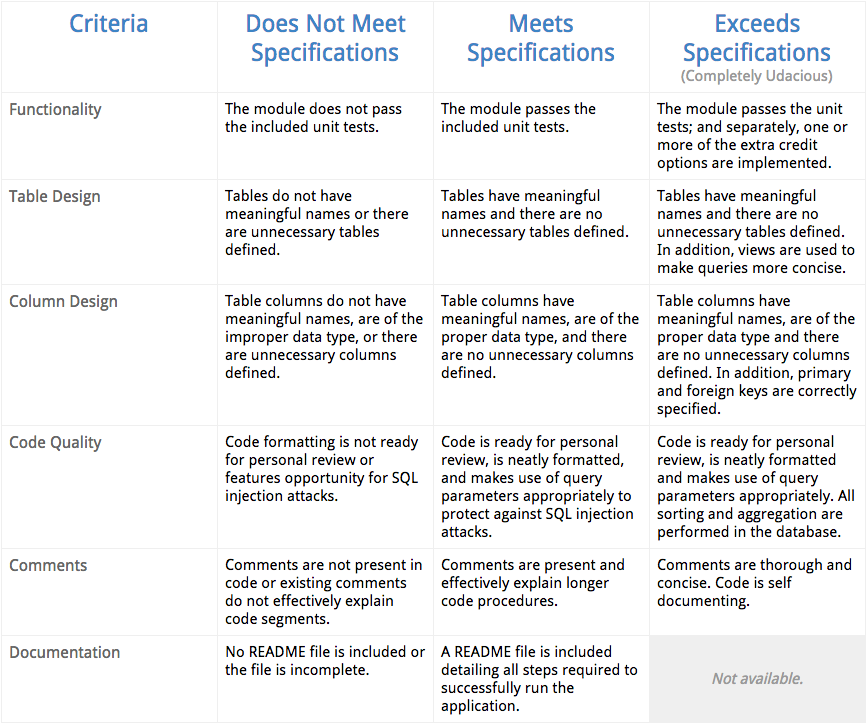 Criteria
Does Not Meet
Specifications
Meets
Specifications
Exceeds
Specifications
(Completely Udacious)
Functionality
The module does not pass
the included unit tests.
The module passes the
included unit tests.
The module passes the unit
tests; and separately, one or
more of the extra credit
options are implemented.
Table Design
Tables do not have
meaningful names or there
are unnecessary tables
defined.
Tables have meaningful
names and there are no
unnecessary tables defined.
Tables have meaningful
names and there are no
unnecessary tables defined.
In addition, views are used to
make queries more concise.
Column Design
Table columns do not have
meaningful names, are of the
improper data type, or there
are unnecessary columns
defined.
Table columns have
meaningful names, are of the
proper data type, and there
are no unnecessary columns
defined.
Table columns have
meaningful names, are of the
proper data type and there
are no unnecessary columns
defined. In addition, primary
and foreign keys are correctly
specified.
Code Quality
Code formatting is not ready
for personal review or
features opportunity for SQL
injection attacks.
Code is ready for personal
review, is neatly formatted,
and makes use of query
parameters appropriately to
protect against SQL injection
attacks.
Code is ready for personal
review, is neatly formatted
and makes use of query
parameters appropriately. All
sorting and aggregation are
performed in the database.
Comments
Comments are not present in
code or existing comments
do not effectively explain
code segments.
Comments are present and
effectively explain longer
code procedures.
Comments are thorough and
concise. Code is self
documenting.
Documentation
No README file is included or
the file is incomplete.
A README file is included
detailing all steps required to
successfully run the
application.
Not available.